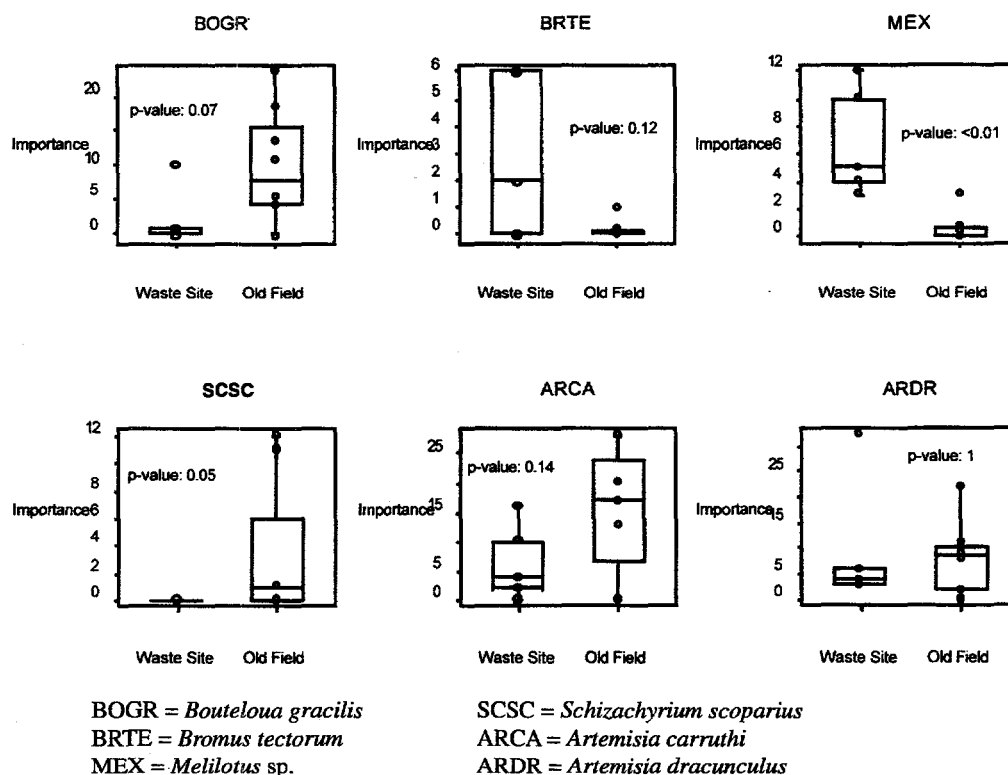 BOGR BRTE MEX
20
p-value: 0.07
Importance
10
5
0
Waste Site Old Field
6
5
4
p-value: 0.12
Importance3
2
1
0
Waste Site Old Field
12
8
p-value: <0.01
Importance6
4
2
0
Waste Site Old Field
SCSC ARCA ARDR
12
8
p-value: 0.05
Importance6
4
2
0
Waste Site Old Field
25
p-value: 0.14
Importance
15
5
0
Waste Site Old Field
p-value: 1
25
Importance
15
5
0
Waste Site Old Field
BOGR = Bouteloua gracilis
BRTE = Bromus tectorum
MEX = Melilotus sp.
SCSC = Schizachyrium scoparius
ARCA = Artemisia carruthi
ARDR = Artemisia dracunculus